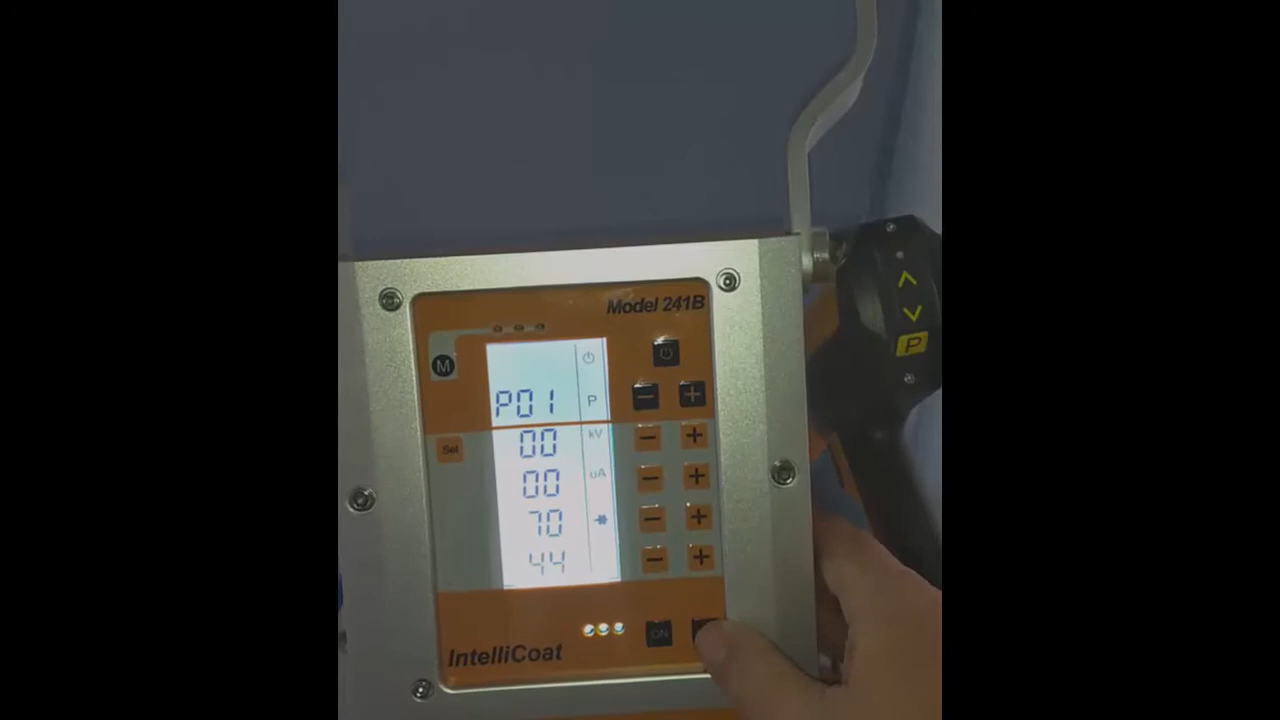 Model 241B
M
P01 P
00 kV
Sel
00 uA
70
44
ON
IntelliCoat
P